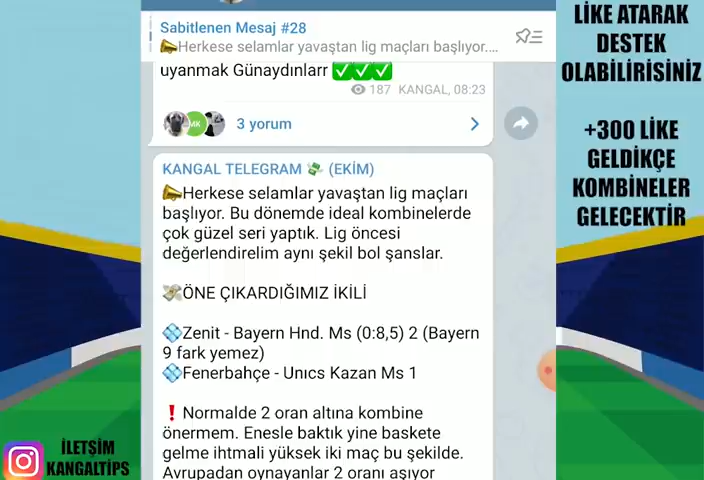 Sabitlenen Mesaj #28
Herkese selamlar yavaştan lig maçları başlıyor....
uyanmak Günaydınlarr
187 KANGAL, 08:23
MK
3 yorum
KANGAL TELEGRAM (EKİM)
Herkese selamlar yavaştan lig maçları
başlıyor. Bu dönemde ideal kombinelerde
çok güzel seri yaptık. Lig öncesi
değerlendirelim aynı şekil bol şanslar.
ÖNE ÇIKARDIĞIMIZ İKİLİ
Zenit - Bayern Hnd. Ms (0:8,5) 2 (Bayern
9 fark yemez)
Fenerbahçe - Unıcs Kazan Ms 1
Normalde 2 oran altına kombine
önermem. Enesle baktık yine baskete
gelme ihtmali yüksek iki maç bu şekilde.
Avrupadan oynayanlar 2 oranı aşıyor
LİKE ATARAK
DESTEK
OLABİLİRİSİNİZ
+300 LİKE
GELDİKÇE
KOMBİNELER
GELECEKTİR
İLETŞİM
KANGALTİPS